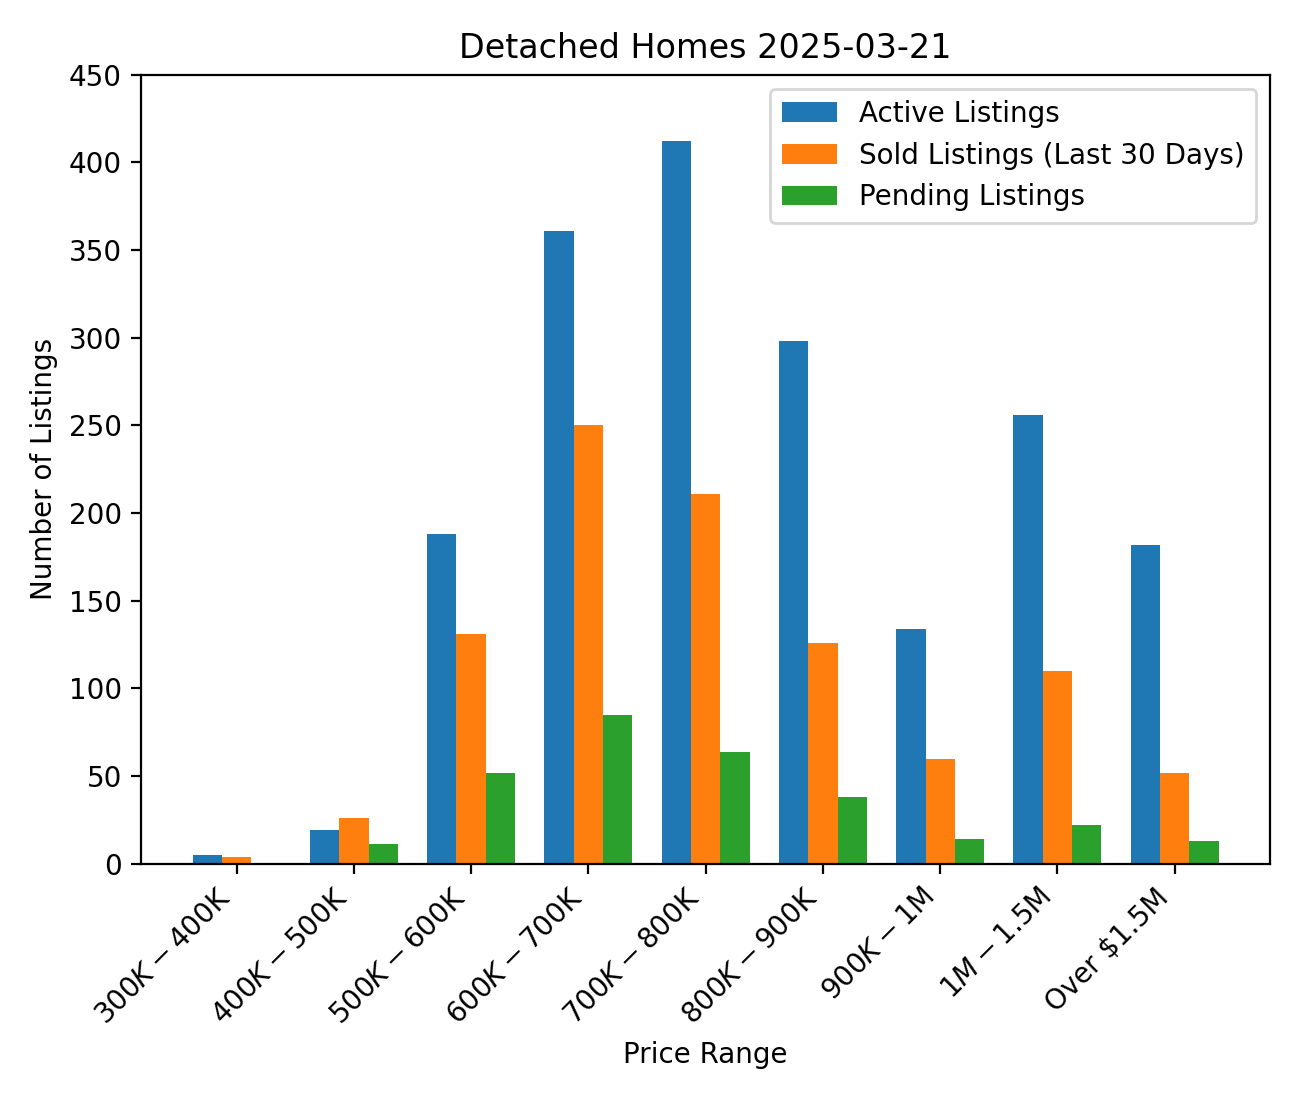 Detached Homes 2025-03-21
450
400
350
300
250
200
150
100
50
0
Number of Listings
Active Listings
Sold Listings (Last 30 Days)
Pending Listings
300K − 400K
400K − 500K
500K − 600K
600K − 700K
700K − 800K
800K − 900K
900K − 1M
1M − 1.5M
Over $1.5M
Price Range